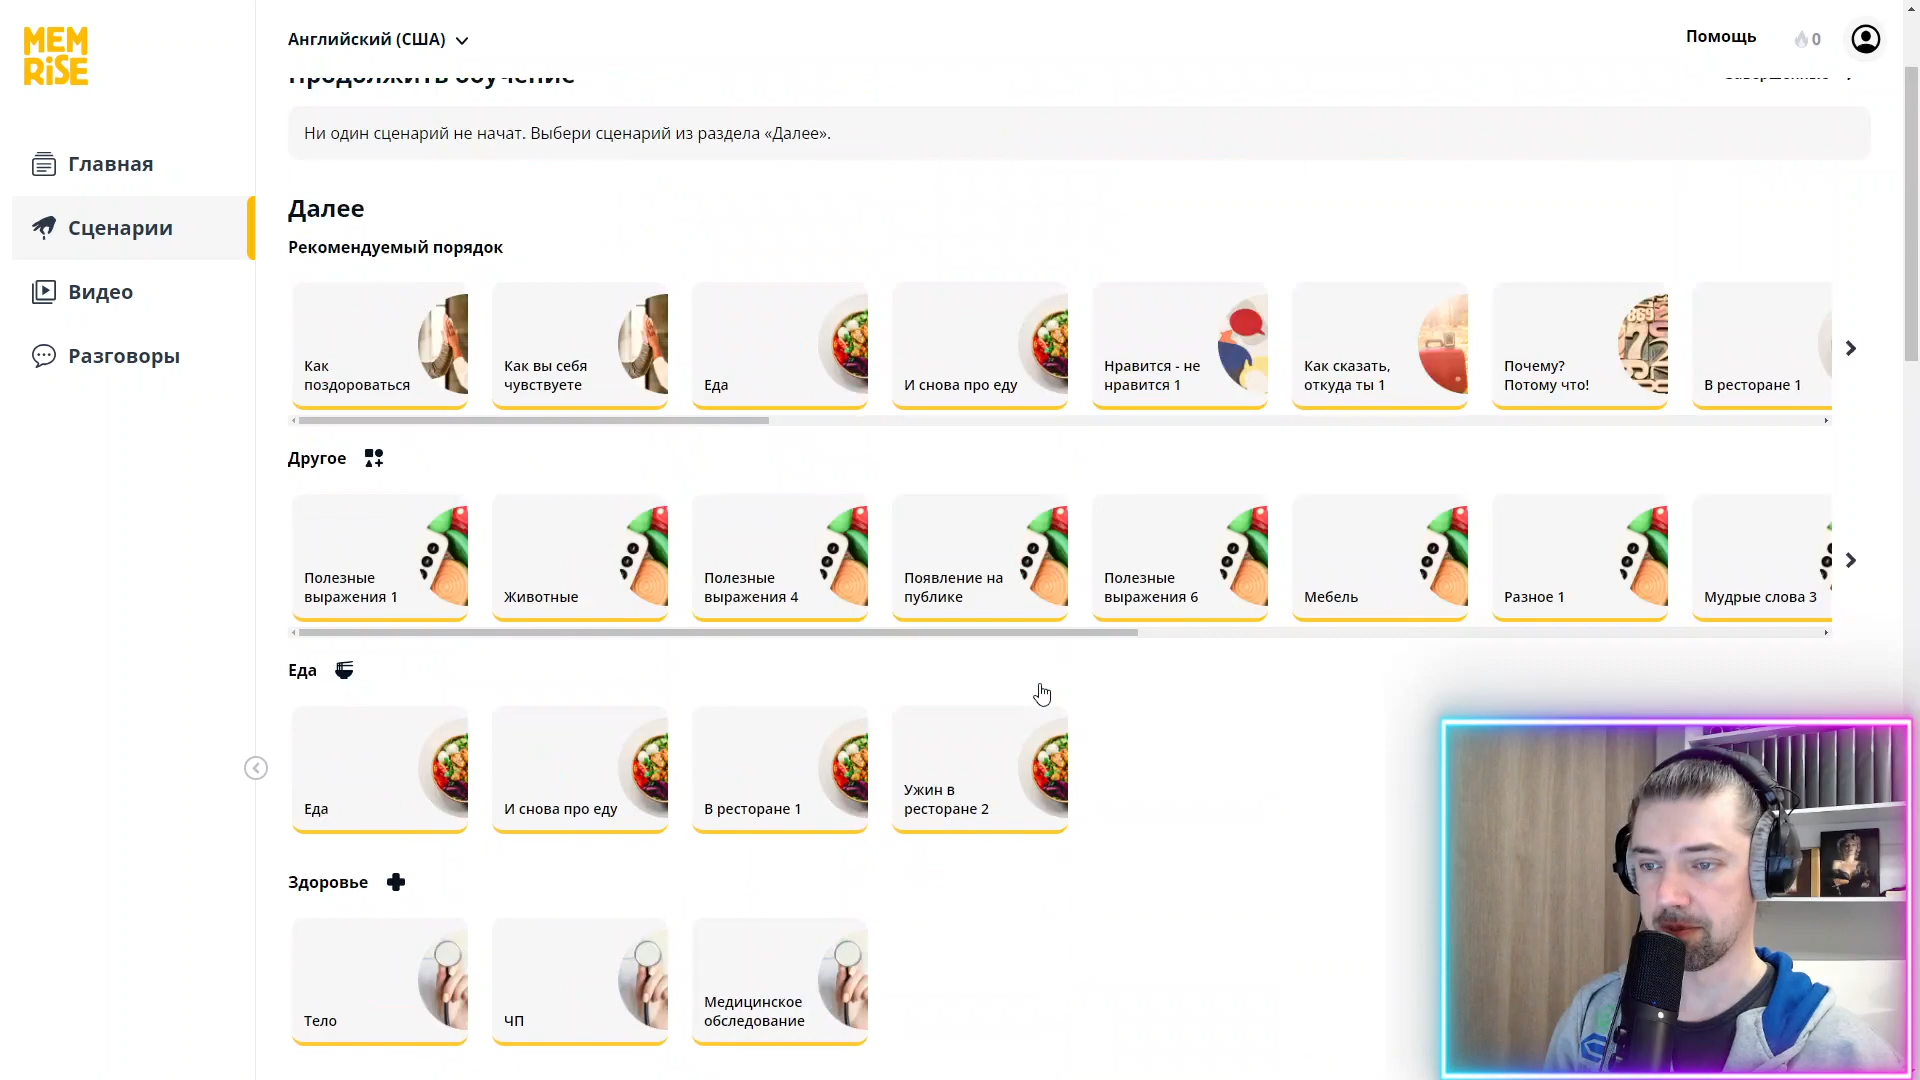 MEM
RiSE
Английский (США)
Помощь
0
Продолжить обучение
Завершенные
Ни один сценарий не начат. Выбери сценарий из раздела «Далее».
Главная
Сценарии
Видео
Разговоры
Далее
Рекомендуемый порядок
Как
поздороваться
Как вы себя
чувствуете
Еда
И снова про еду
Нравится - не
нравится 1
Как сказать,
откуда ты 1
Почему?
Потому что!
В ресторане 1
Другое
Полезные
выражения 1
Животные
Полезные
выражения 4
Появление на
публике
Полезные
выражения 6
Мебель
Разное 1
Мудрые слова 3
Еда
Еда
И снова про еду
В ресторане 1
Ужин в
ресторане 2
Здоровье
Тело
ЧП
Медицинское
обследование